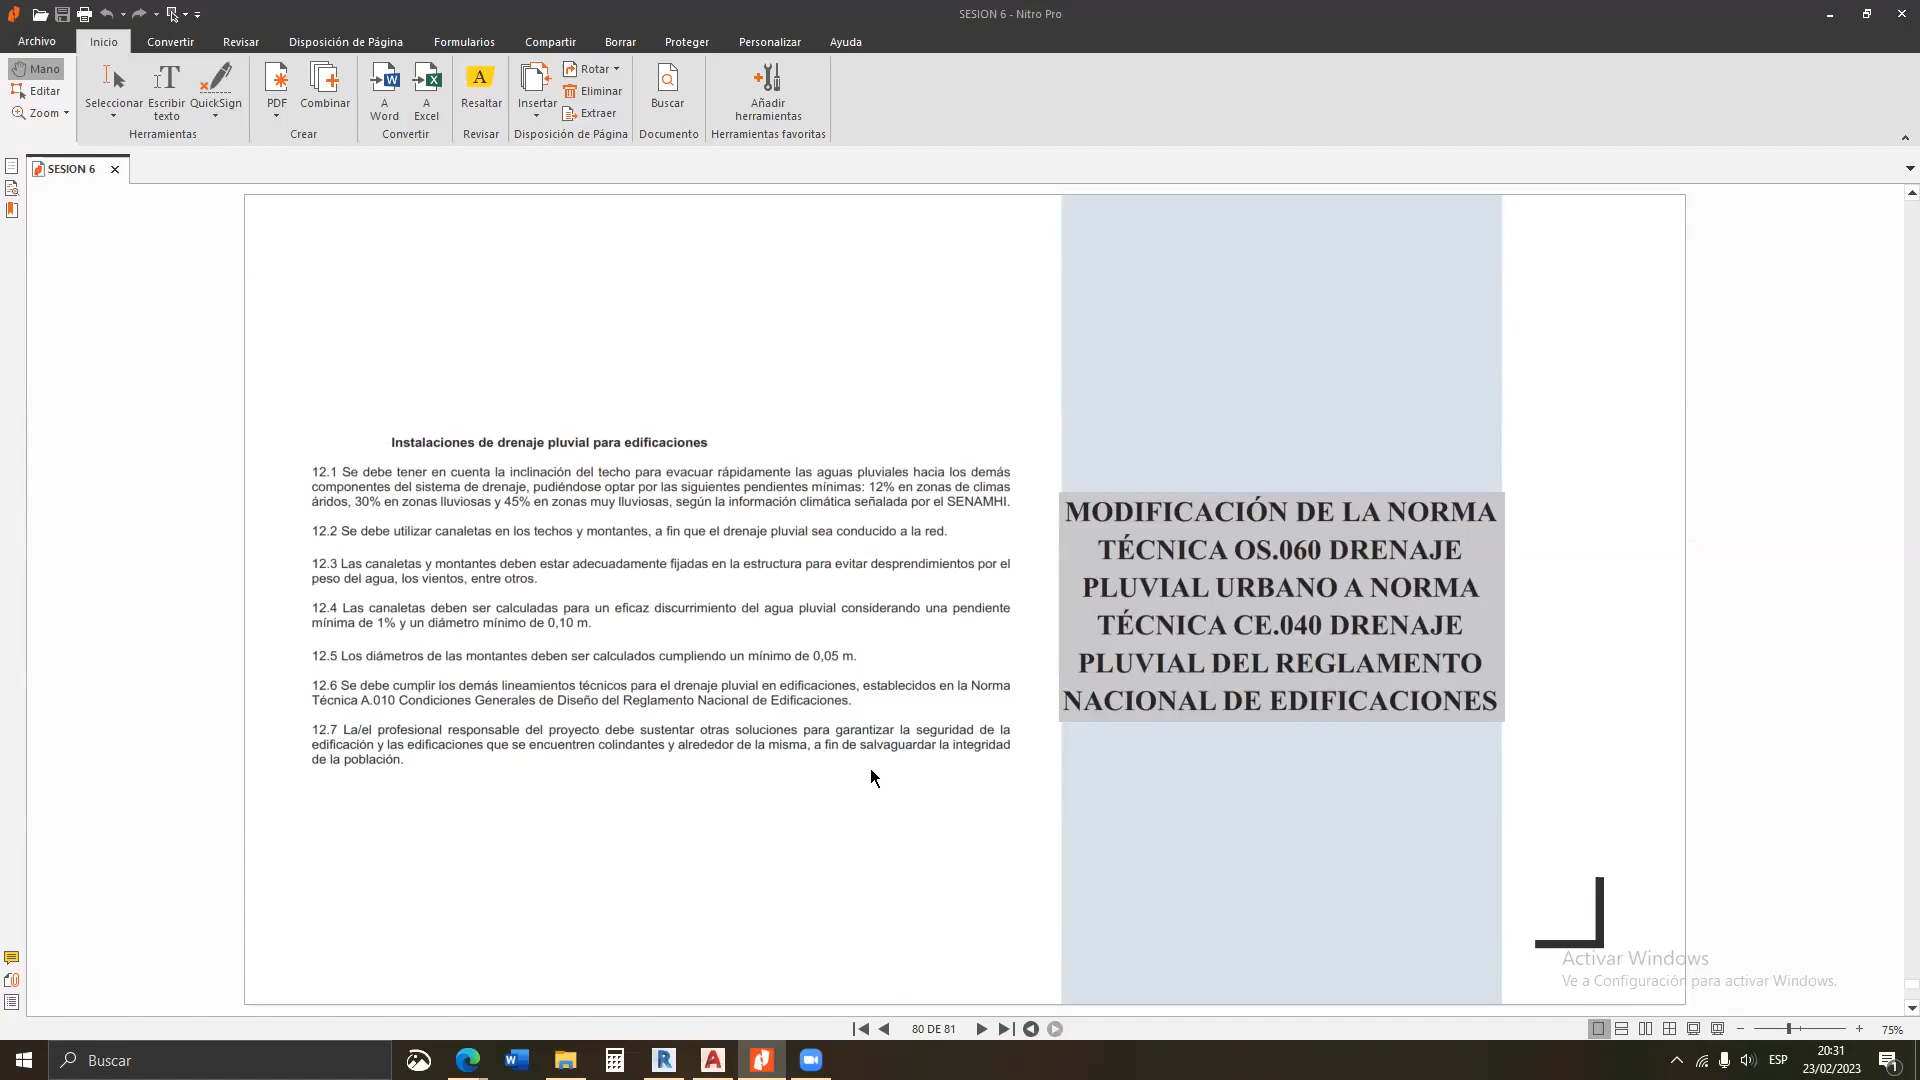 SESION 6 - Nitro Pro
Archivo
Inicio
Convertir
Revisar
Disposición de Página
Formularios
Compartir
Borrar
Proteger
Personalizar
Ayuda
Mano
Editar
Zoom
Seleccionar
Escribir
texto
QuickSign
Herramientas
PDF
Combinar
Crear
A
Word
A
Excel
Convertir
Resaltar
Revisar
Insertar
Rotar
Eliminar
Extraer
Disposición de Página
Buscar
Documento
Añadir
herramientas
Herramientas favoritas
SESION 6
Instalaciones de drenaje pluvial para edificaciones
12.1 Se debe tener en cuenta la inclinación del techo para evacuar rápidamente las aguas pluviales hacia los demás
componentes del sistema de drenaje, pudiéndose optar por las siguientes pendientes mínimas: 12% en zonas de climas
áridos, 30% en zonas lluviosas y 45% en zonas muy lluviosas, según la información climática señalada por el SENAMHI.
12.2 Se debe utilizar canaletas en los techos y montantes, a fin que el drenaje pluvial sea conducido a la red.
12.3 Las canaletas y montantes deben estar adecuadamente fijadas en la estructura para evitar desprendimientos por el
peso del agua, los vientos, entre otros.
12.4 Las canaletas deben ser calculadas para un eficaz discurrimiento del agua pluvial considerando una pendiente
mínima de 1% y un diámetro mínimo de 0,10 m.
12.5 Los diámetros de las montantes deben ser calculados cumpliendo un mínimo de 0,05 m.
12.6 Se debe cumplir los demás lineamientos técnicos para el drenaje pluvial en edificaciones, establecidos en la Norma
Técnica A.010 Condiciones Generales de Diseño del Reglamento Nacional de Edificaciones.
12.7 La/el profesional responsable del proyecto debe sustentar otras soluciones para garantizar la seguridad de la
edificación y las edificaciones que se encuentren colindantes y alrededor de la misma, a fin de salvaguardar la integridad
de la población.
MODIFICACIÓN DE LA NORMA
TÉCNICA OS.060 DRENAJE
PLUVIAL URBANO A NORMA
TÉCNICA CE.040 DRENAJE
PLUVIAL DEL REGLAMENTO
NACIONAL DE EDIFICACIONES
Activar Windows
Ve a Configuración para activar Windows.
80 DE 81
75%
Buscar
ESP
20:31
23/02/2023